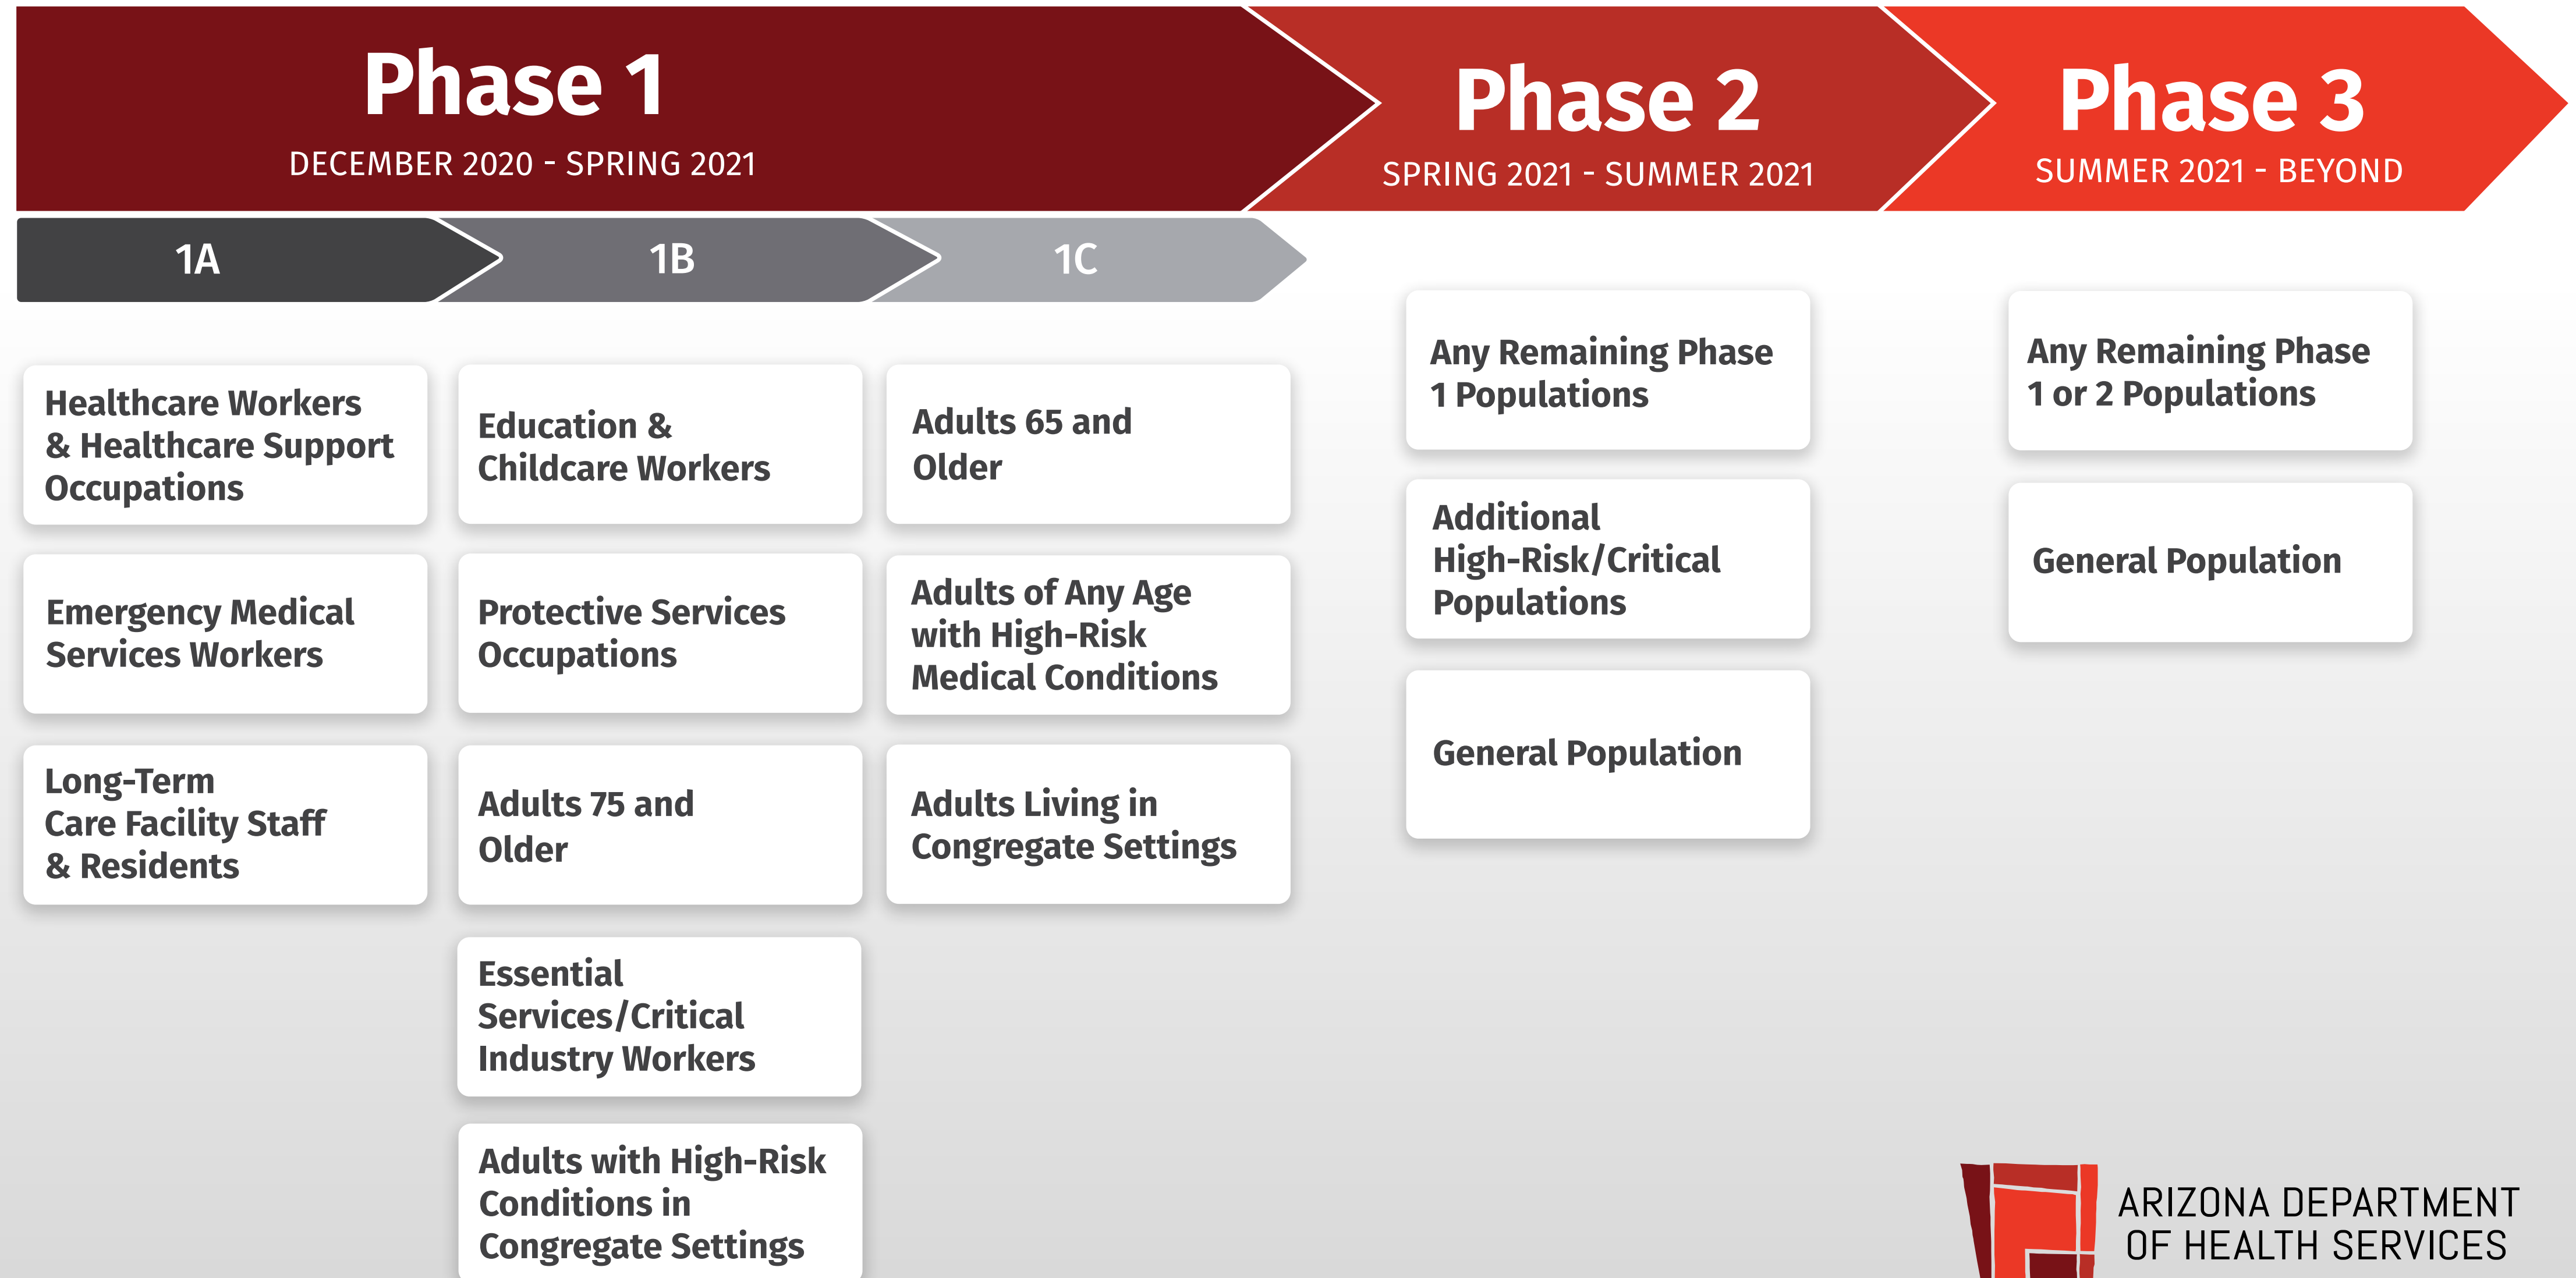 Phase 1
DECEMBER 2020 - SPRING 2021
Phase 2
SPRING 2021 - SUMMER 2021
Phase 3
SUMMER 2021 - BEYOND
1A
1B
1C
Healthcare Workers
& Healthcare Support
Occupations
Emergency Medical
Services Workers
Long-Term
Care Facility Staff
& Residents
Education &
Childcare Workers
Protective Services
Occupations
Adults 75 and
Older
Essential
Services/Critical
Industry Workers
Adults with High-Risk
Conditions in
Congregate Settings
Adults 65 and
Older
Adults of Any Age
with High-Risk
Medical Conditions
Adults Living in
Congregate Settings
Any Remaining Phase
1 Populations
Additional
High-Risk/Critical
Populations
General Population
Any Remaining Phase
1 or 2 Populations
General Population
ARIZONA DEPARTMENT
OF HEALTH SERVICES